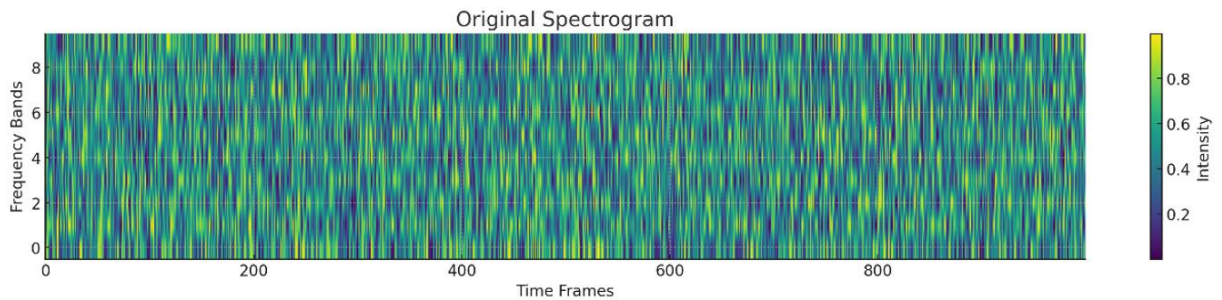 Original Spectrogram
Frequency Bands
8
6
4
2
0
0 200 400 600 800
Time Frames
0.8
0.6
0.4
0.2
Intensity